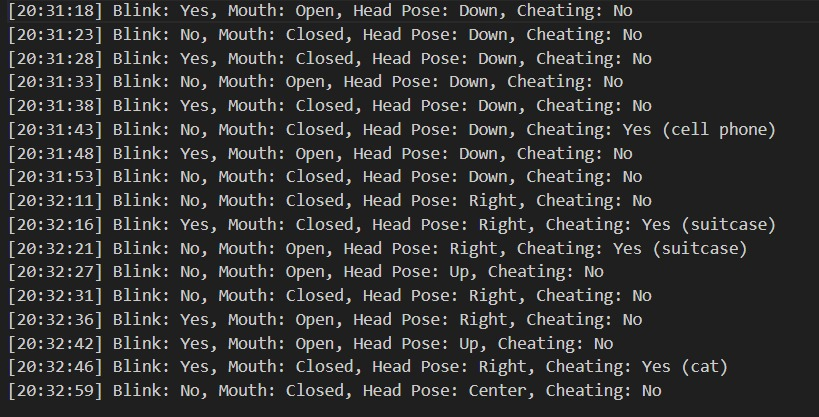 [20:31:18] Blink: Yes, Mouth: Open, Head Pose: Down, Cheating: No
[20:31:23] Blink: No, Mouth: Closed, Head Pose: Down, Cheating: No
[20:31:28] Blink: Yes, Mouth: Closed, Head Pose: Down, Cheating: No
[20:31:33] Blink: No, Mouth: Open, Head Pose: Down, Cheating: No
[20:31:38] Blink: Yes, Mouth: Closed, Head Pose: Down, Cheating: No
[20:31:43] Blink: No, Mouth: Closed, Head Pose: Down, Cheating: Yes (cell phone)
[20:31:48] Blink: Yes, Mouth: Open, Head Pose: Down, Cheating: No
[20:31:53] Blink: No, Mouth: Closed, Head Pose: Down, Cheating: No
[20:32:11] Blink: No, Mouth: Closed, Head Pose: Right, Cheating: No
[20:32:16] Blink: Yes, Mouth: Closed, Head Pose: Right, Cheating: Yes (suitcase)
[20:32:21] Blink: No, Mouth: Open, Head Pose: Right, Cheating: Yes (suitcase)
[20:32:27] Blink: No, Mouth: Open, Head Pose: Up, Cheating: No
[20:32:31] Blink: No, Mouth: Closed, Head Pose: Right, Cheating: No
[20:32:36] Blink: Yes, Mouth: Open, Head Pose: Right, Cheating: No
[20:32:42] Blink: Yes, Mouth: Open, Head Pose: Up, Cheating: No
[20:32:46] Blink: Yes, Mouth: Closed, Head Pose: Right, Cheating: Yes (cat)
[20:32:59] Blink: No, Mouth: Closed, Head Pose: Center, Cheating: No